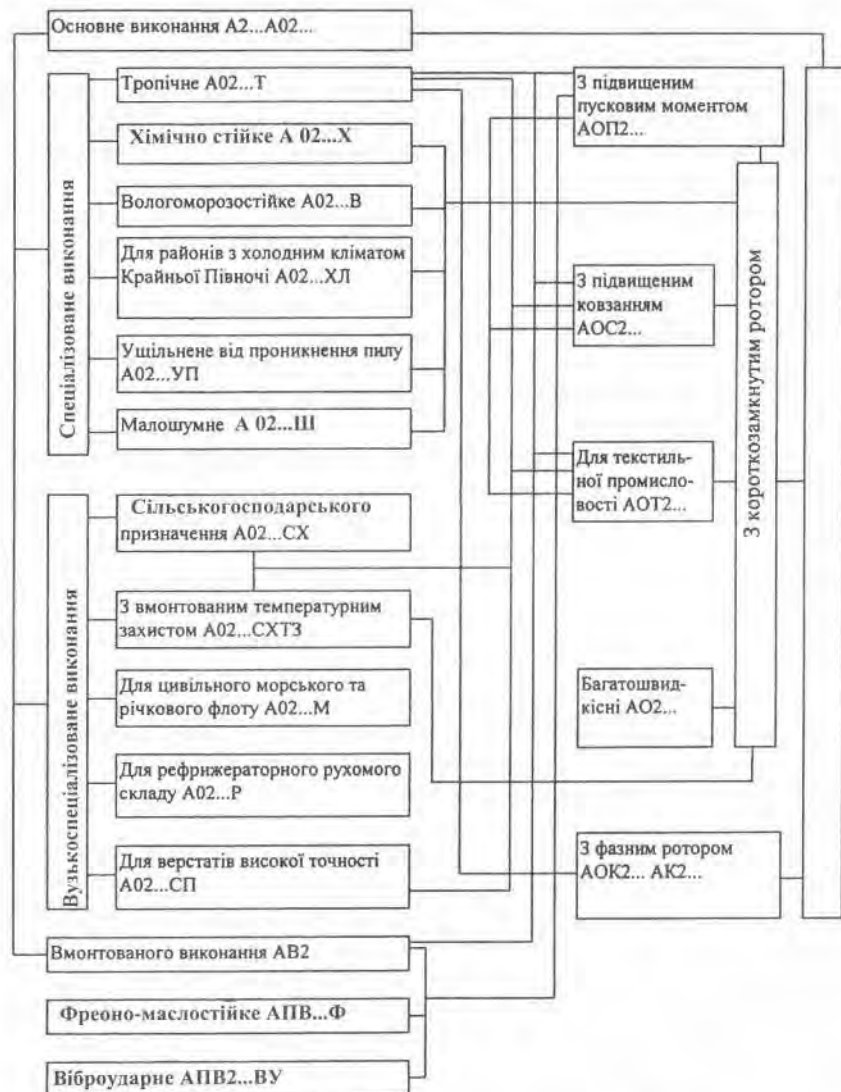 Основне виконання А2...А02...
Спеціалізоване виконання
Тропічне А02...Т
Хімічно стійке А 02...Х
Вологоморозостійке А02...В
Для районів з холодним кліматом
Крайньої Півночі А02...ХЛ
Ущільнене від проникнення пилу
А02...УП
Малошумне А 02...Ш
Вузькоспеціалізоване виконання
Сільськогосподарського
призначення А02...СХ
З вмонтованим температурним
захистом А02...СХТЗ
Для цивільного морського та
річкового флоту А02...М
Для рефрижераторного рухомого
складу А02...Р
Для верстатів високої точності
А02...СП
Вмонтованого виконання АВ2
Фреоно-маслостійке АПВ...Ф
Віброударне АПВ2...ВУ
З підвищеним
пусковим моментом
АОП2...
З підвищеним
ковзанням
АОС2...
Для текстиль-
ної промисло-
вості АОТ2...
Багатошвид-
кісні АО2...
З фазним ротором
АОК2... АК2...
З короткозамкнутим ротором